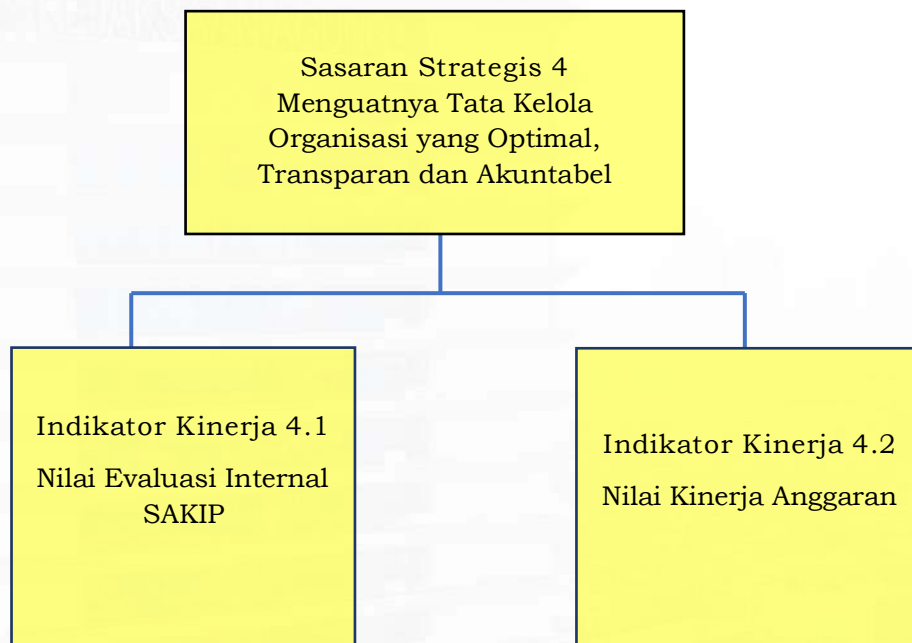 Sasaran Strategis 4
Menguatnya Tata Kelola
Organisasi yang Optimal,
Transparan dan Akuntabel
Indikator Kinerja 4.1
Nilai Evaluasi Internal
SAKIP
Indikator Kinerja 4.2
Nilai Kinerja Anggaran